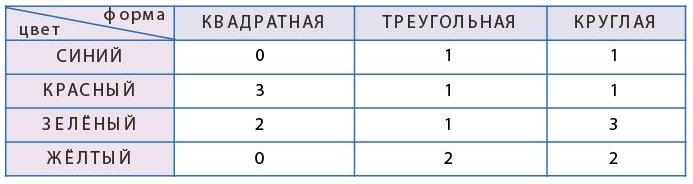 форма
цвет КВАДРАТНАЯ ТРЕУГОЛЬНАЯ КРУГЛАЯ
СИНИЙ 0 1 1
КРАСНЫЙ 3 1 1
ЗЕЛЁНЫЙ 2 1 3
ЖЁЛТЫЙ 0 2 2